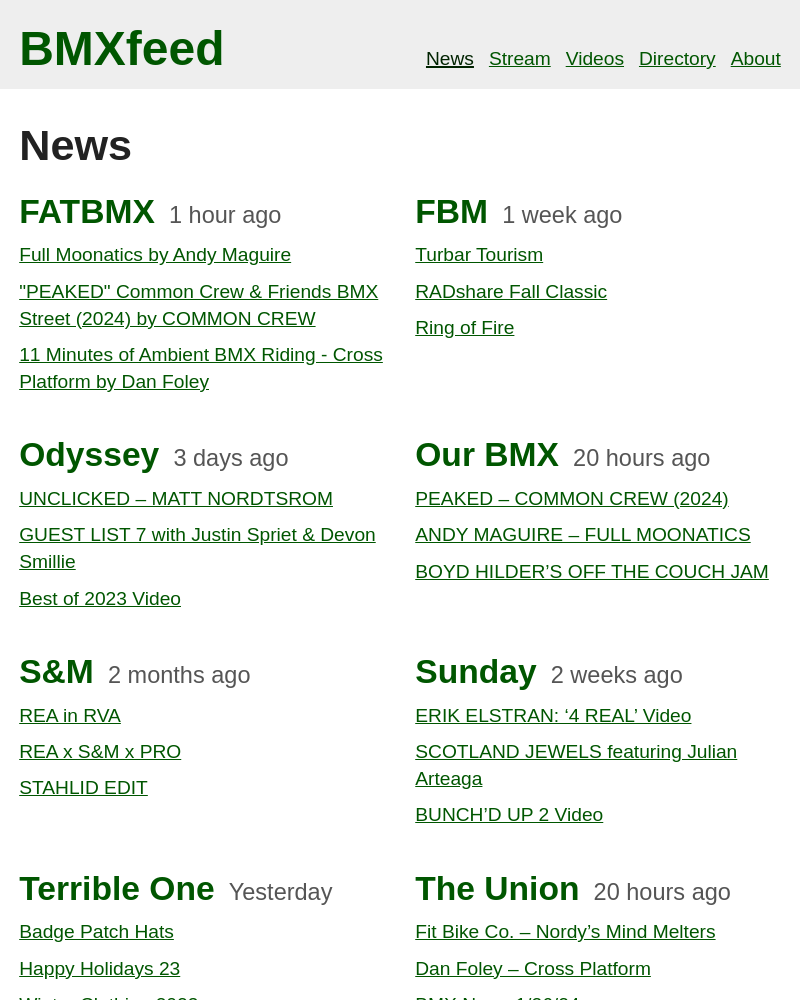 BMXfeed
News Stream Videos Directory About
News
FATBMX 1 hour ago
Full Moonatics by Andy Maguire
"PEAKED" Common Crew & Friends BMX
Street (2024) by COMMON CREW
11 Minutes of Ambient BMX Riding - Cross
Platform by Dan Foley
FBM 1 week ago
Turbar Tourism
RADshare Fall Classic
Ring of Fire
Odyssey 3 days ago
UNCLICKED – MATT NORDTSROM
GUEST LIST 7 with Justin Spriet & Devon
Smillie
Best of 2023 Video
Our BMX 20 hours ago
PEAKED – COMMON CREW (2024)
ANDY MAGUIRE – FULL MOONATICS
BOYD HILDER’S OFF THE COUCH JAM
S&M 2 months ago
REA in RVA
REA x S&M x PRO
STAHLID EDIT
Sunday 2 weeks ago
ERIK ELSTRAN: ‘4 REAL’ Video
SCOTLAND JEWELS featuring Julian
Arteaga
BUNCH’D UP 2 Video
Terrible One Yesterday
Badge Patch Hats
Happy Holidays 23
The Union 20 hours ago
Fit Bike Co. – Nordy’s Mind Melters
Dan Foley – Cross Platform